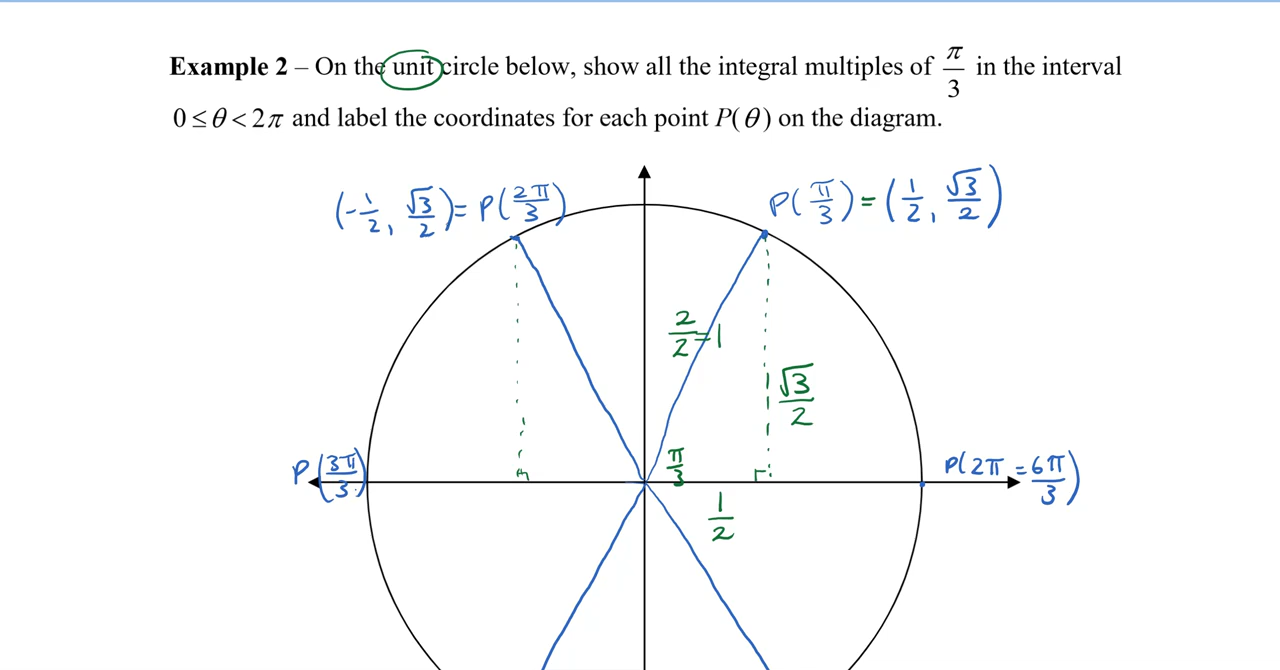 Example 2 – On the unit circle below, show all the integral multiples of π/3 in the interval
0 ≤ θ < 2π and label the coordinates for each point P(θ) on the diagram.
(-1/2, √3/2) = P(2π/3)
P(π/3) = (1/2, √3/2)
2/2 = 1
√3/2
P(3π/3)
π/3
P(2π = 6π/3)
1/2